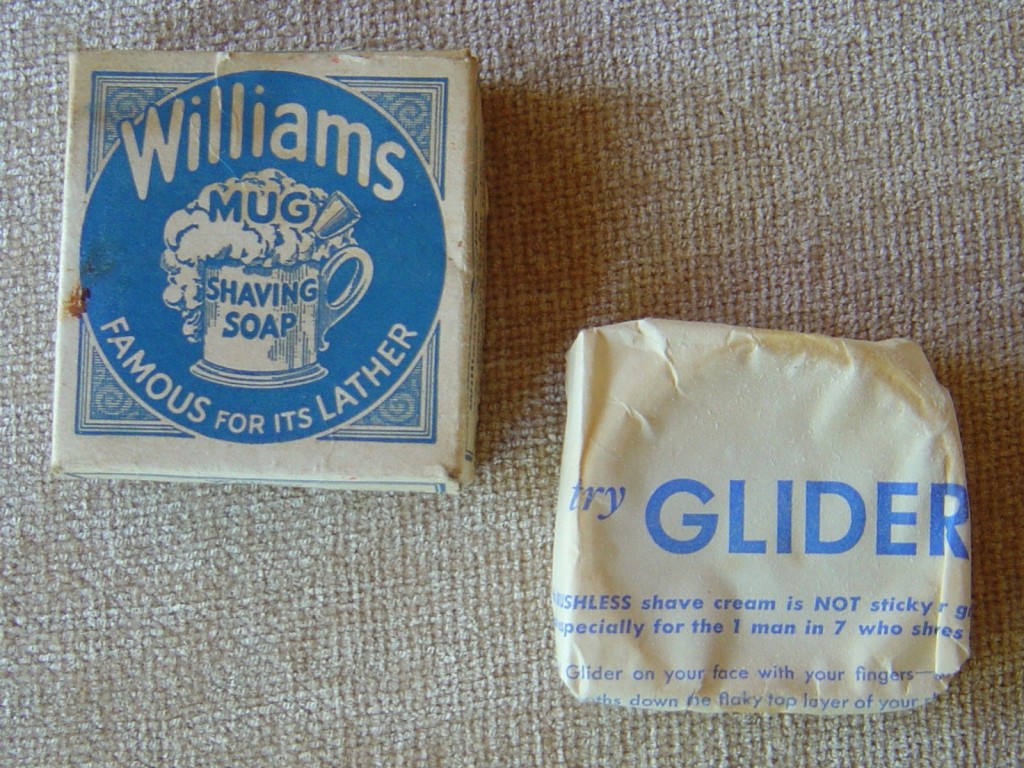 Williams
MUG
SHAVING
SOAP
FAMOUS FOR ITS LATHER
try GLIDER
shave cream is NOT sticky
for the 1 man in 7 who
Glider on your face with your fingers—
down flaky top layer of your